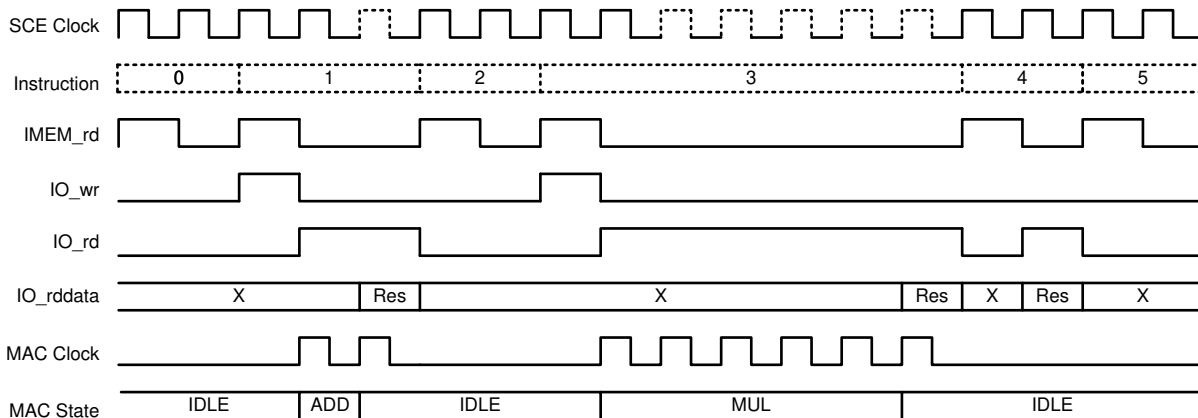 SCE Clock
Instruction 0 1 2 3 4 5
IMEM_rd
IO_wr
IO_rd
IO_rddata X Res X Res X Res X
MAC Clock
MAC State IDLE ADD IDLE MUL IDLE